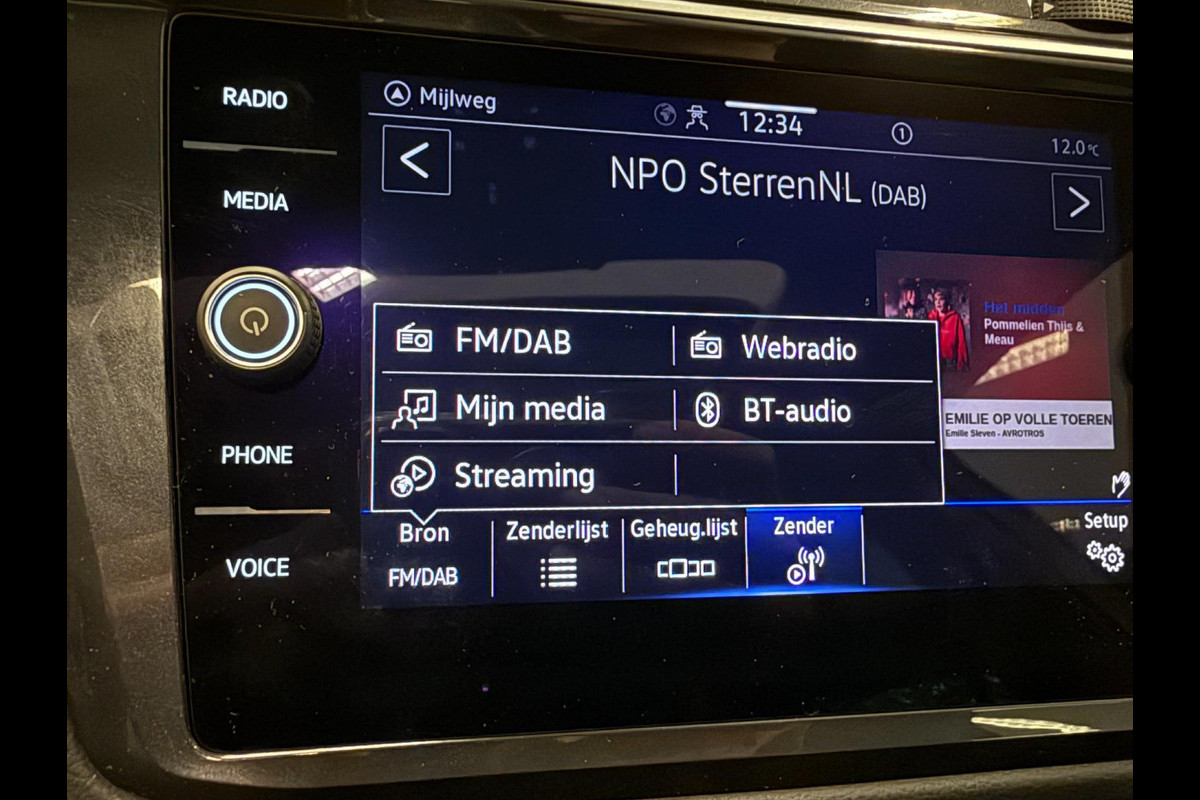 RADIO
MEDIA
PHONE
VOICE
Mijlweg
12:34
1
12.0°C
<
NPO SterrenNL (DAB)
>
Het midden
Pommelien Thijs &
Meau
EMILIE OP VOLLE TOEREN
Emilie Sleven - AVROTROS
FM/DAB
Webradio
Mijn media
BT-audio
Streaming
Bron
FM/DAB
Zenderlijst
Geheug.lijst
Zender
Setup